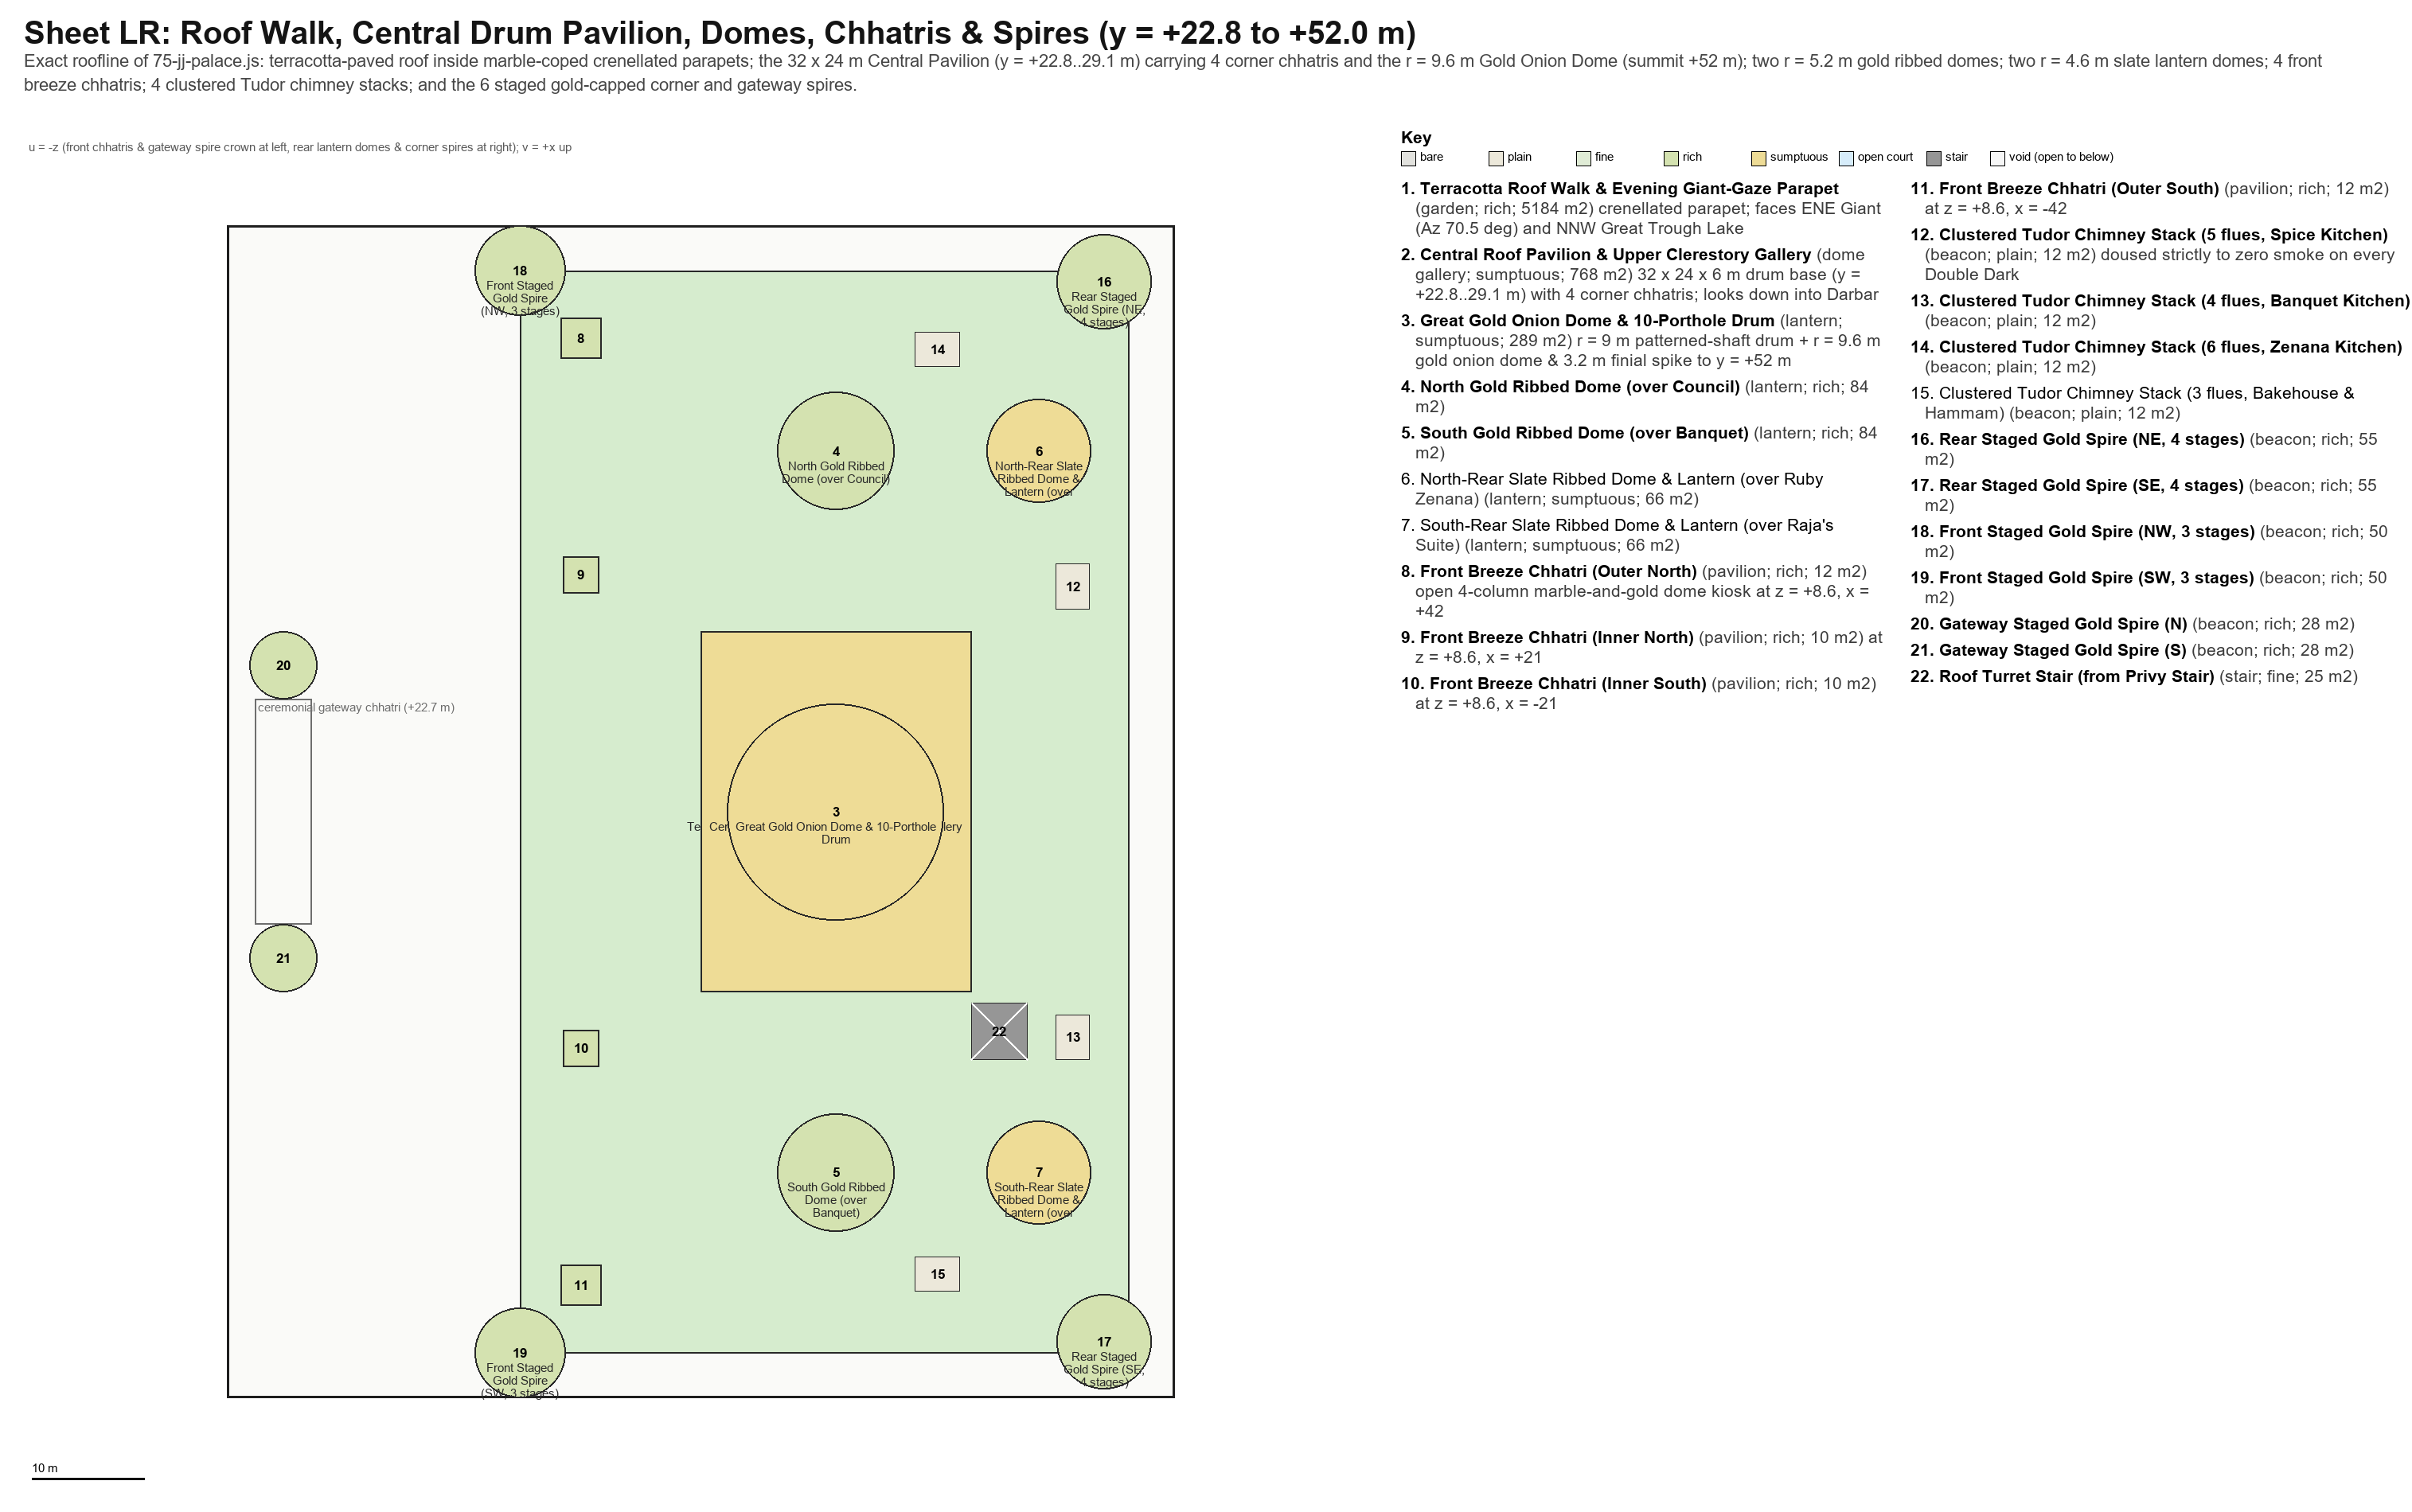 Sheet LR: Roof Walk, Central Drum Pavilion, Domes, Chhatris & Spires (y = +22.8 to +52.0 m)
Exact roofline of 75-jj-palace.js: terracotta-paved roof inside marble-coped crenellated parapets; the 32 x 24 m Central Pavilion (y = +22.8..29.1 m) carrying 4 corner chhatris and the r = 9.6 m Gold Onion Dome (summit +52 m); two r = 5.2 m gold ribbed domes; two r = 4.6 m slate lantern domes; 4 front
breeze chhatris; 4 clustered Tudor chimney stacks; and the 6 staged gold-capped corner and gateway spires.
u = -z (front chhatris & gateway spire crown at left, rear lantern domes & corner spires at right); v = +x up
18
Front Staged
Gold Spire
(NW, 3 stages)
16
Rear Staged
Gold Spire (NE,
4 stages)
8
14
4
North Gold Ribbed
Dome (over Council)
6
North-Rear Slate
Ribbed Dome &
Lantern (over
9
12
20
ceremonial gateway chhatri (+22.7 m)
3
Te Cer Great Gold Onion Dome & 10-Porthole llery
Drum
21
22
13
10
5
South Gold Ribbed
Dome (over
Banquet)
7
South-Rear Slate
Ribbed Dome &
Lantern (over
15
11
19
Front Staged
Gold Spire
(SW, 3 stages)
17
Rear Staged
Gold Spire (SE,
4 stages)
10 m
Key
bare plain fine rich sumptuous open court stair void (open to below)
1. Terracotta Roof Walk & Evening Giant-Gaze Parapet
(garden; rich; 5184 m2) crenellated parapet; faces ENE Giant
(Az 70.5 deg) and NNW Great Trough Lake
2. Central Roof Pavilion & Upper Clerestory Gallery (dome
gallery; sumptuous; 768 m2) 32 x 24 x 6 m drum base (y =
+22.8..29.1 m) with 4 corner chhatris; looks down into Darbar
3. Great Gold Onion Dome & 10-Porthole Drum (lantern;
sumptuous; 289 m2) r = 9 m patterned-shaft drum + r = 9.6 m
gold onion dome & 3.2 m finial spike to y = +52 m
4. North Gold Ribbed Dome (over Council) (lantern; rich; 84
m2)
5. South Gold Ribbed Dome (over Banquet) (lantern; rich; 84
m2)
6. North-Rear Slate Ribbed Dome & Lantern (over Ruby
Zenana) (lantern; sumptuous; 66 m2)
7. South-Rear Slate Ribbed Dome & Lantern (over Raja's
Suite) (lantern; sumptuous; 66 m2)
8. Front Breeze Chhatri (Outer North) (pavilion; rich; 12 m2)
open 4-column marble-and-gold dome kiosk at z = +8.6, x =
+42
9. Front Breeze Chhatri (Inner North) (pavilion; rich; 10 m2) at
z = +8.6, x = +21
10. Front Breeze Chhatri (Inner South) (pavilion; rich; 10 m2)
at z = +8.6, x = -21
11. Front Breeze Chhatri (Outer South) (pavilion; rich; 12 m2)
at z = +8.6, x = -42
12. Clustered Tudor Chimney Stack (5 flues, Spice Kitchen)
(beacon; plain; 12 m2) doused strictly to zero smoke on every
Double Dark
13. Clustered Tudor Chimney Stack (4 flues, Banquet Kitchen)
(beacon; plain; 12 m2)
14. Clustered Tudor Chimney Stack (6 flues, Zenana Kitchen)
(beacon; plain; 12 m2)
15. Clustered Tudor Chimney Stack (3 flues, Bakehouse &
Hammam) (beacon; plain; 12 m2)
16. Rear Staged Gold Spire (NE, 4 stages) (beacon; rich; 55
m2)
17. Rear Staged Gold Spire (SE, 4 stages) (beacon; rich; 55
m2)
18. Front Staged Gold Spire (NW, 3 stages) (beacon; rich; 50
m2)
19. Front Staged Gold Spire (SW, 3 stages) (beacon; rich; 50
m2)
20. Gateway Staged Gold Spire (N) (beacon; rich; 28 m2)
21. Gateway Staged Gold Spire (S) (beacon; rich; 28 m2)
22. Roof Turret Stair (from Privy Stair) (stair; fine; 25 m2)